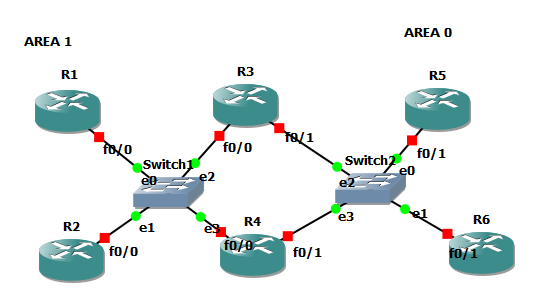 AREA 1
AREA 0
R1
R3
R5
f0/0
f0/0
f0/1
f0/1
Switch1
Switch2
e0
e2
e2
e0
R2
R4
R6
e1
e3
e3
e1
f0/0
f0/0
f0/1
f0/1